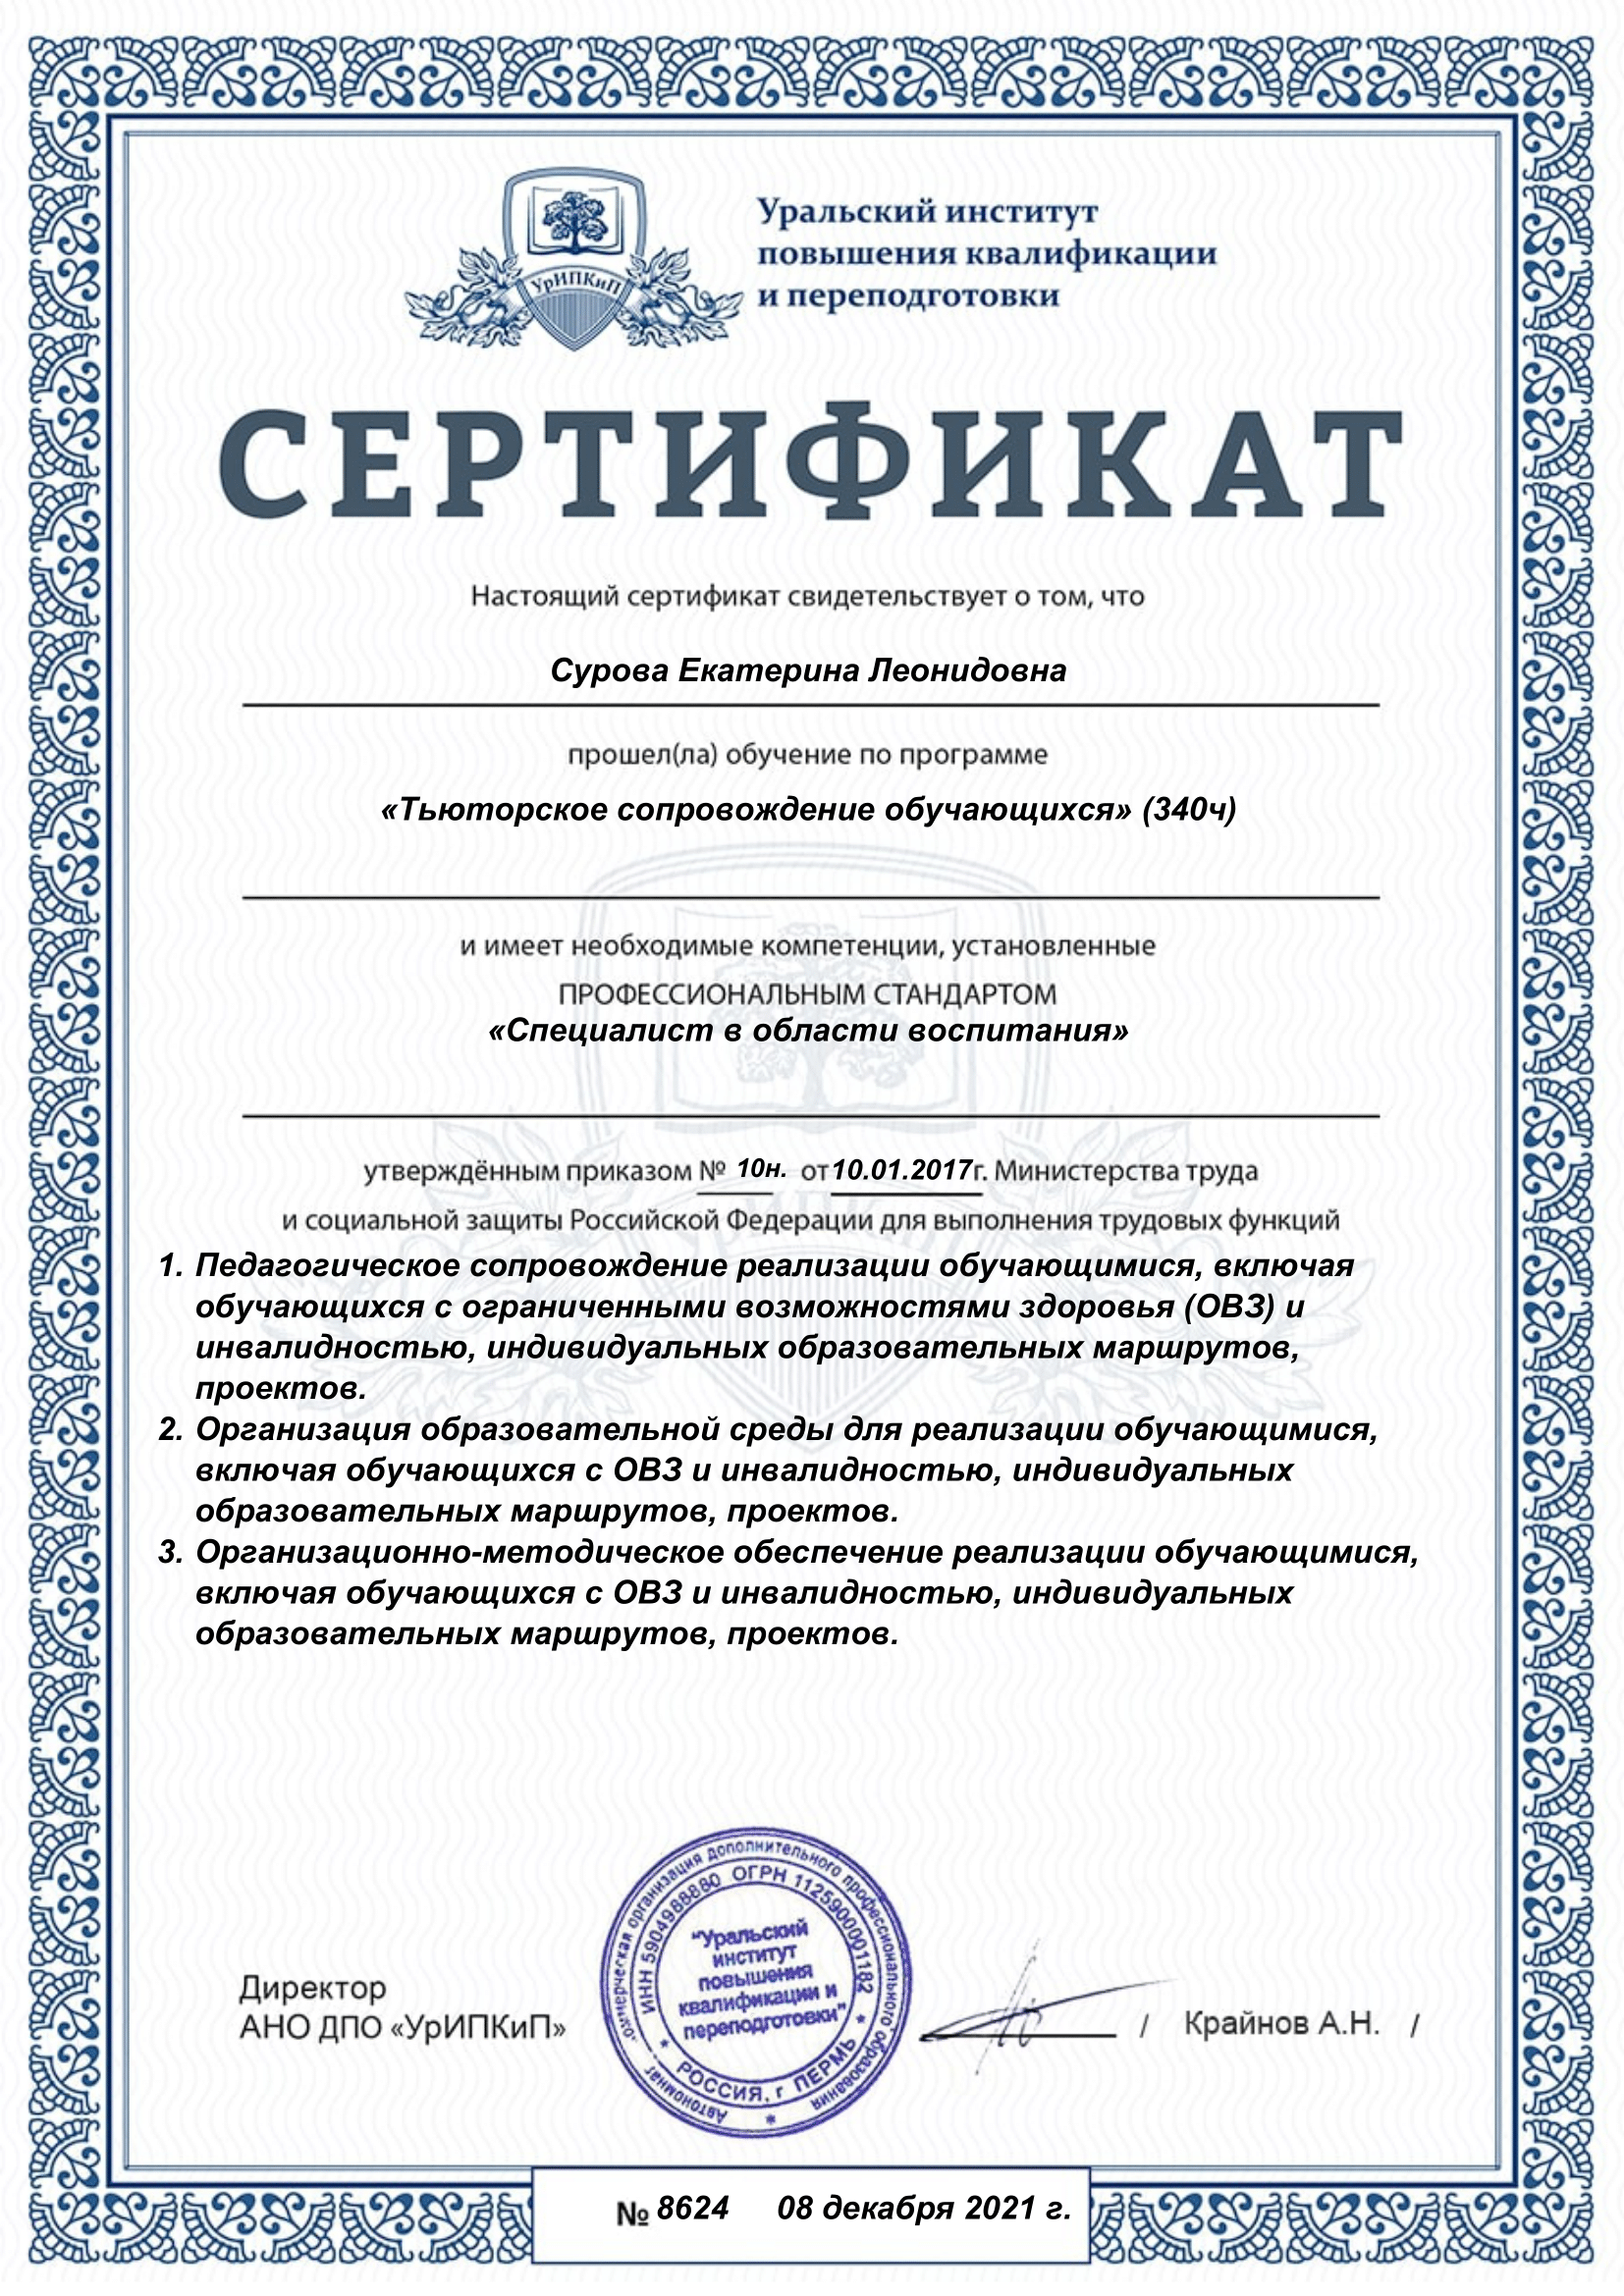 Уральский институт
повышения квалификации
и переподготовки
УрИПКиП
СЕРТИФИКАТ
Настоящий сертификат свидетельствует о том, что
Сурова Екатерина Леонидовна
прошел(ла) обучение по программе
«Тьюторское сопровождение обучающихся» (340ч)
и имеет необходимые компетенции, установленные
ПРОФЕССИОНАЛЬНЫМ СТАНДАРТОМ
«Специалист в области воспитания»
утверждённым приказом № 10н. от 10.01.2017г. Министерства труда
и социальной защиты Российской Федерации для выполнения трудовых функций
1. Педагогическое сопровождение реализации обучающимися, включая
обучающихся с ограниченными возможностями здоровья (ОВЗ) и
инвалидностью, индивидуальных образовательных маршрутов,
проектов.
2. Организация образовательной среды для реализации обучающимися,
включая обучающихся с ОВЗ и инвалидностью, индивидуальных
образовательных маршрутов, проектов.
3. Организационно-методическое обеспечение реализации обучающимися,
включая обучающихся с ОВЗ и инвалидностью, индивидуальных
образовательных маршрутов, проектов.
организация дополнительного профессионального образования
ИНН 5904988880 ОГРН 1125900001182
"Уральский
институт
повышения
квалификации и
переподготовки"
* РОССИЯ, г ПЕРМЬ *
Директор
АНО ДПО «УрИПКиП»
/ Крайнов А.Н. /
№ 8624 08 декабря 2021 г.